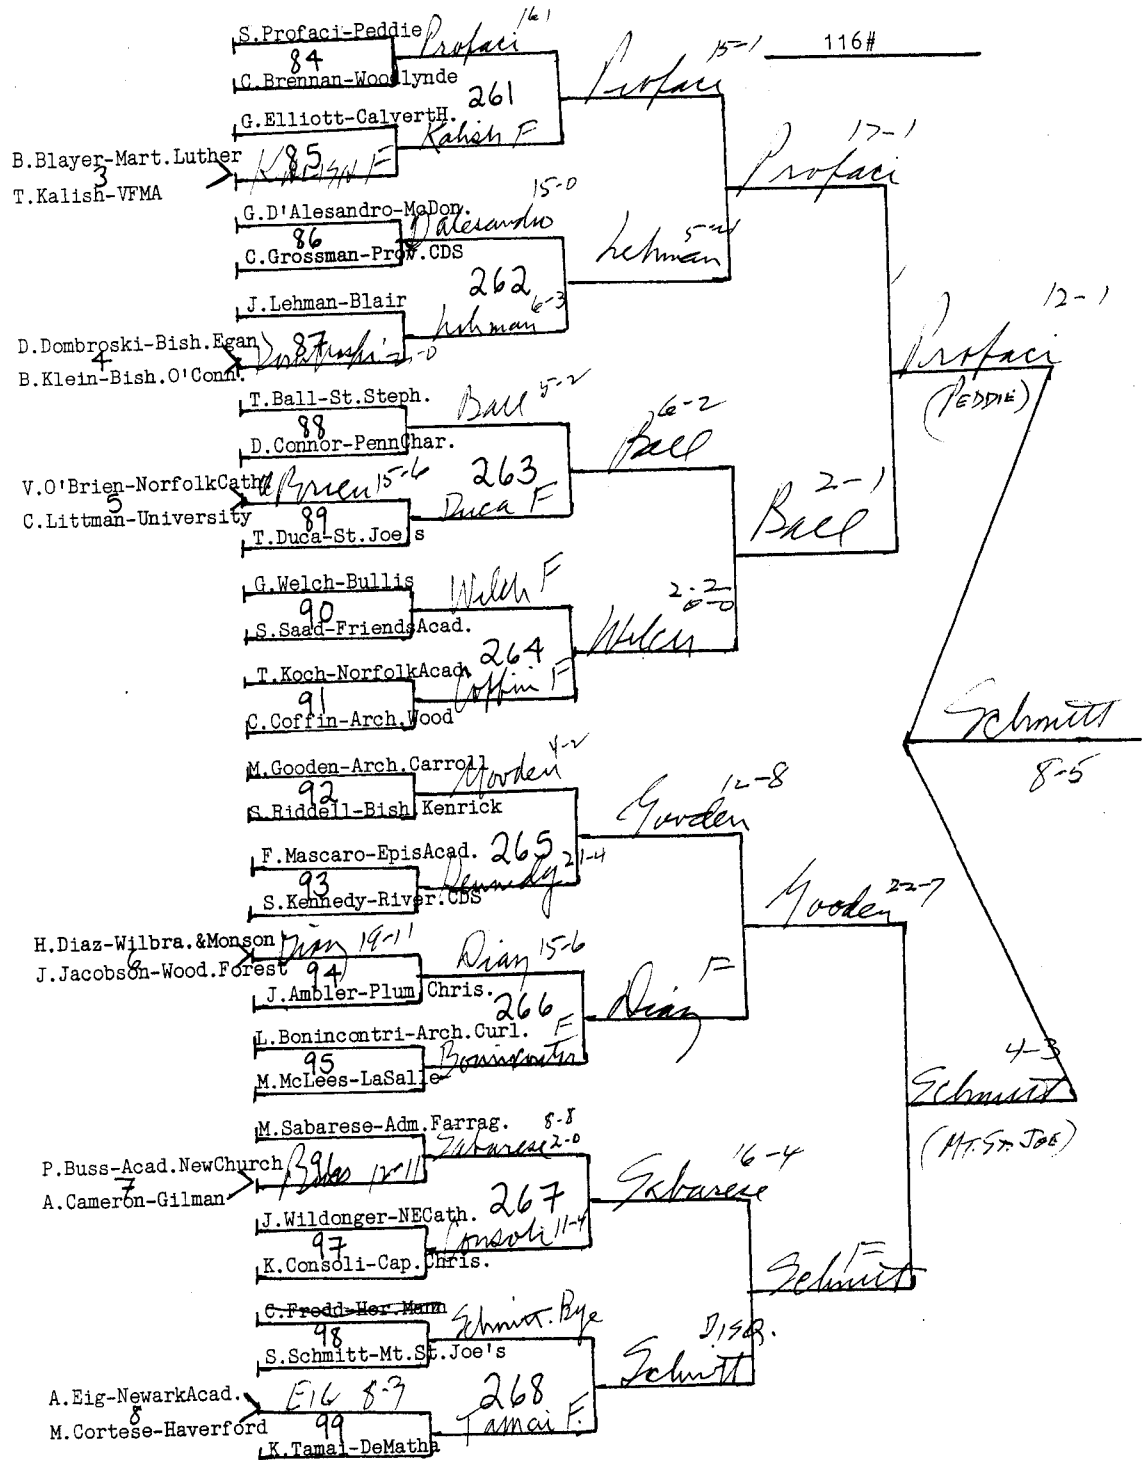 116#
S.Profaci-Peddie
84
C.Brennan-Woodlynde
Profaci
261
G.Elliott-CalvertH.
85
Kalish F
B.Blayer-Mart.Luther
3
T.Kalish-VFMA
Kalish F
Profaci 15-1
G.D'Alesandro-McDon.
86
C.Grossman-Prov.CDS
D'alesandro 15-0
262
J.Lehman-Blair
87
D.Dombroski-Bish.Egan
4
B.Klein-Bish.O'Conn.
Dombroski
Lehman 6-3
Lehman
Profaci 17-1
T.Ball-St.Steph.
88
D.Connor-PennChar.
Ball 5-2
263
V.O'Brien-NorfolkCath
5
C.Littman-University
O'Brien 15-6
89
T.Duca-St.Joe's
Duca F
Ball 6-2
G.Welch-Bullis
90
S.Saad-FriendsAcad.
Welch F
264
T.Koch-NorfolkAcad.
91
C.Coffin-Arch.Wood
Coffin F
Welch 2-2
0-0
Ball 2-1
Profaci 12-1
(PEDDIE)
M.Gooden-Arch.Carroll
92
S.Riddell-Bish.Kenrick
Gooden 4-2
265
F.Mascaro-EpisAcad.
93
S.Kennedy-River.CDS
Kennedy 21-4
Gooden 12-8
H.Diaz-Wilbra.&Monson
6
J.Jacobson-Wood.Forest
Diaz 19-11
94
J.Ambler-Plum Chris.
Diaz 15-6
266
L.Bonincontri-Arch.Curl.
95
M.McLees-LaSalle
Bonincontri F
Diaz F
Gooden 22-7
M.Sabarese-Adm.Farrag.
96
P.Buss-Acad.NewChurch
7
A.Cameron-Gilman
Buss 12-11
Sabarese 8-8
2-0
267
J.Wildonger-NECath.
97
K.Consoli-Cap.Chris.
Consoli 11-4
Sabarese 16-4
C.Fredd-Hor.Mann
98
S.Schmitt-Mt.St.Joe's
Schmitt. Bye
268
A.Eig-NewarkAcad.
8
M.Cortese-Haverford
EIG 8-3
99
K.Tamai-DeMatha
Tamai F.
Schmitt DISQ.
Schmitt F
Schmitt 4-3
(MT. ST. JOE)
Schmitt
8-5